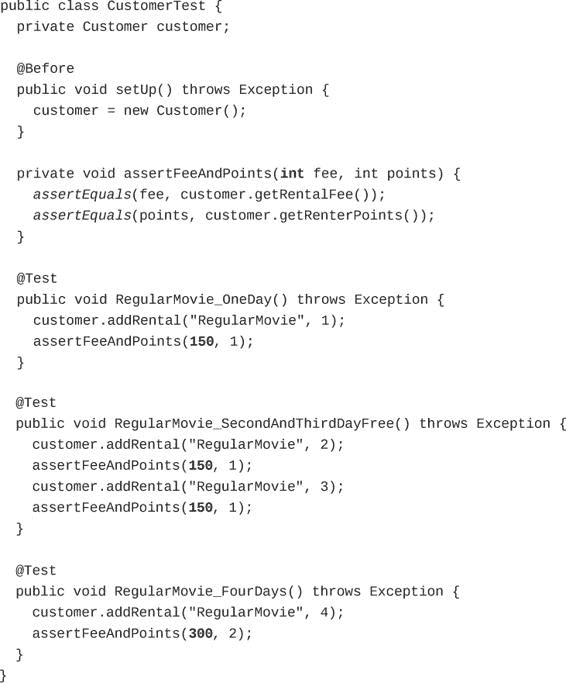 public class CustomerTest {
  private Customer customer;

  @Before
  public void setUp() throws Exception {
    customer = new Customer();
  }

  private void assertFeeAndPoints(int fee, int points) {
    assertEquals(fee, customer.getRentalFee());
    assertEquals(points, customer.getRenterPoints());
  }

  @Test
  public void RegularMovie_OneDay() throws Exception {
    customer.addRental("RegularMovie", 1);
    assertFeeAndPoints(150, 1);
  }

  @Test
  public void RegularMovie_SecondAndThirdDayFree() throws Exception {
    customer.addRental("RegularMovie", 2);
    assertFeeAndPoints(150, 1);
    customer.addRental("RegularMovie", 3);
    assertFeeAndPoints(150, 1);
  }

  @Test
  public void RegularMovie_FourDays() throws Exception {
    customer.addRental("RegularMovie", 4);
    assertFeeAndPoints(300, 2);
  }
}